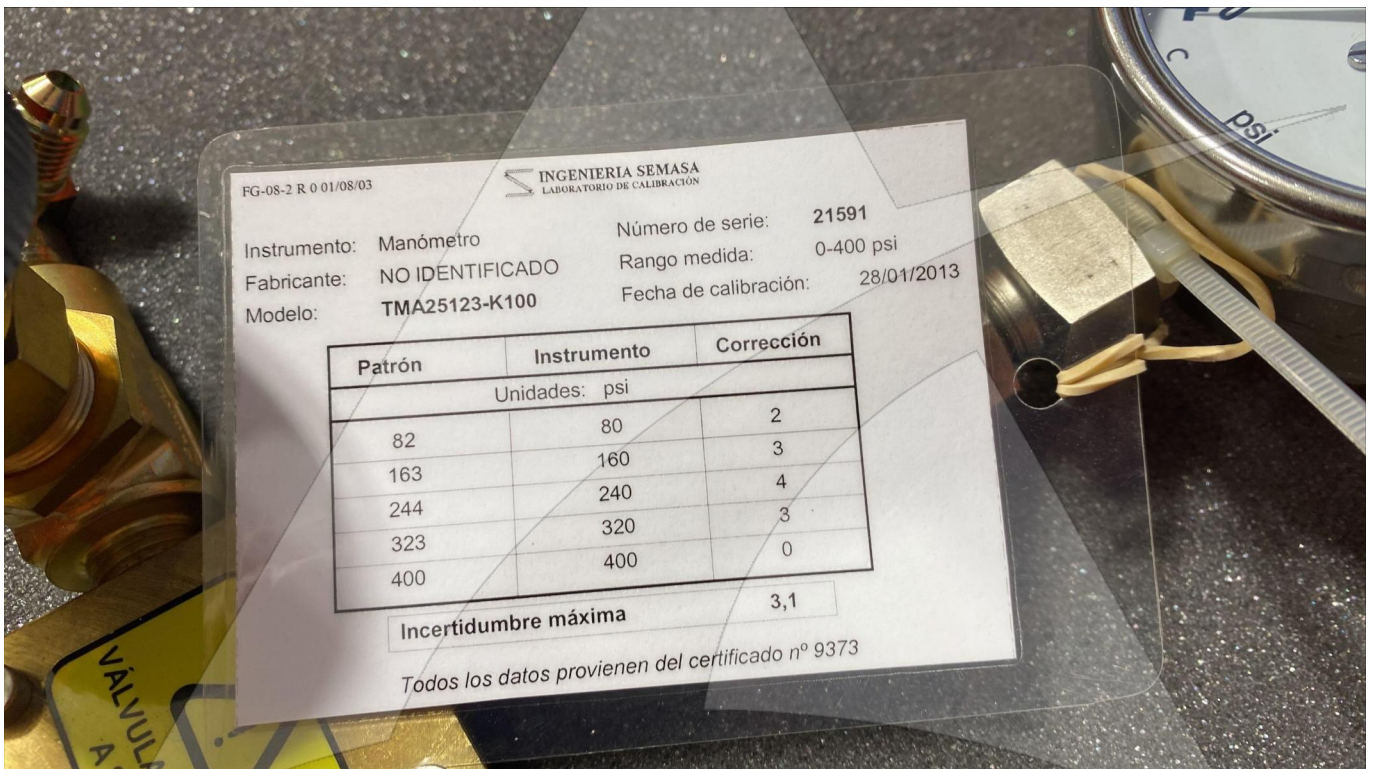 FG-08-2 R 0 01/08/03
INGENIERIA SEMASA
LABORATORIO DE CALIBRACIÓN
Instrumento: Manómetro
Número de serie: 21591
Fabricante: NO IDENTIFICADO
Rango medida: 0-400 psi
Modelo: TMA25123-K100
Fecha de calibración: 28/01/2013
Patrón Instrumento Corrección
Unidades: psi
82 80 2
163 160 3
244 240 4
323 320 3
400 400 0
Incertidumbre máxima 3,1
Todos los datos provienen del certificado nº 9373
psi
VÁLVULA